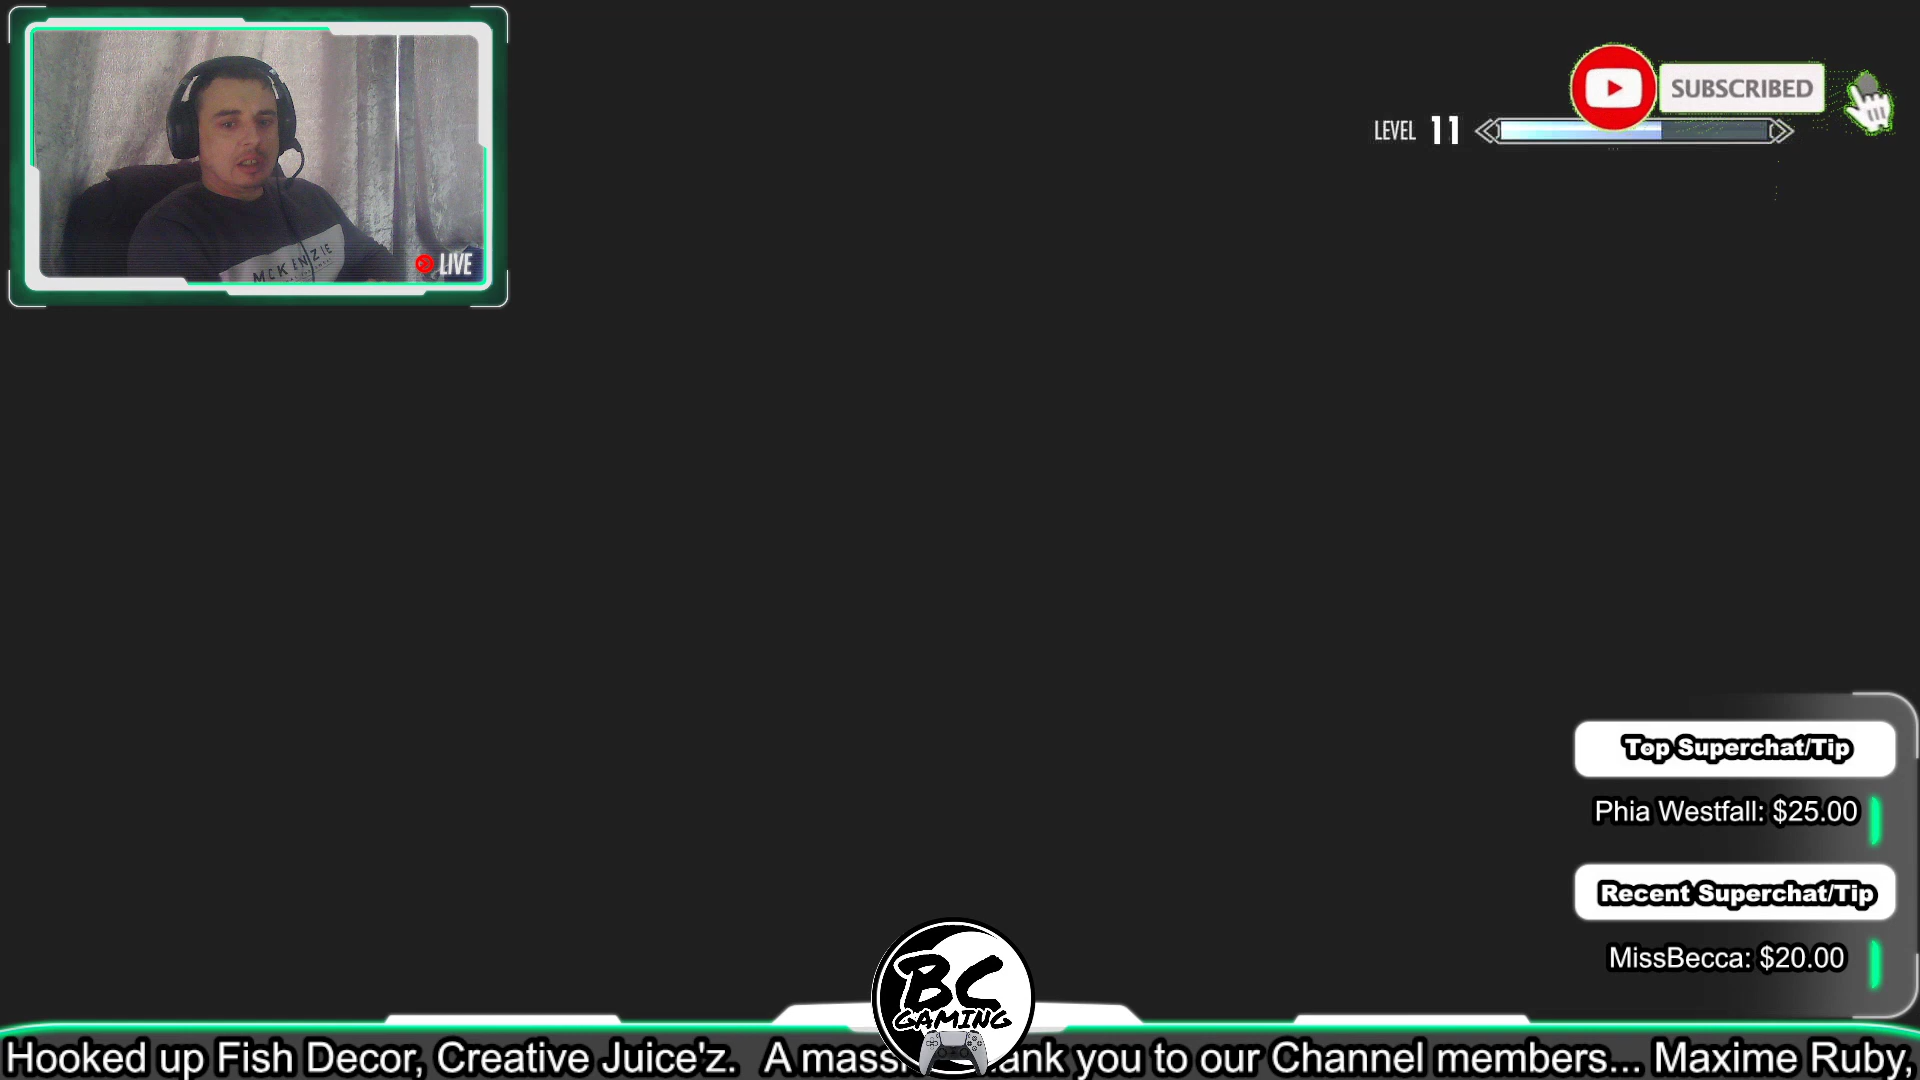 SUBSCRIBED
LEVEL 11
MCKENZIE
LIVE
Top Superchat/Tip
Phia Westfall: $25.00
Recent Superchat/Tip
MissBecca: $20.00
BC
GAMING
Hooked up Fish Decor, Creative Juice'z. A mass ank you to our Channel members... Maxime Ruby,